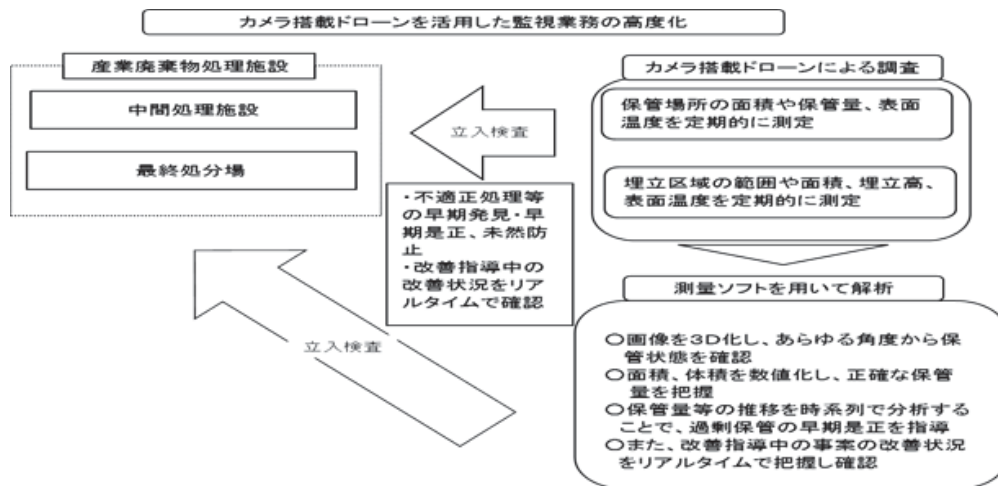 カメラ搭載ドローンを活用した監視業務の高度化
産業廃棄物処理施設
中間処理施設
最終処分場
立入検査
・不適正処理等
の早期発見・早
期是正、未然防
止
・改善指導中の
改善状況をリア
ルタイムで確認
立入検査
カメラ搭載ドローンによる調査
保管場所の面積や保管量、表面
温度を定期的に測定
埋立区域の範囲や面積、埋立高、
表面温度を定期的に測定
測量ソフトを用いて解析
○画像を3D化し、あらゆる角度から保
管状態を確認
○面積、体積を数値化し、正確な保管
量を把握
○保管量等の推移を時系列で分析する
ことで、過剰保管の早期是正を指導
○また、改善指導中の事案の改善状況
をリアルタイムで把握し確認